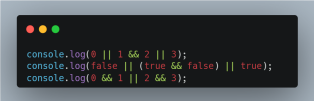 console.log(0 || 1 && 2 || 3);
console.log(false || (true && false) || true);
console.log(0 && 1 || 2 && 3);